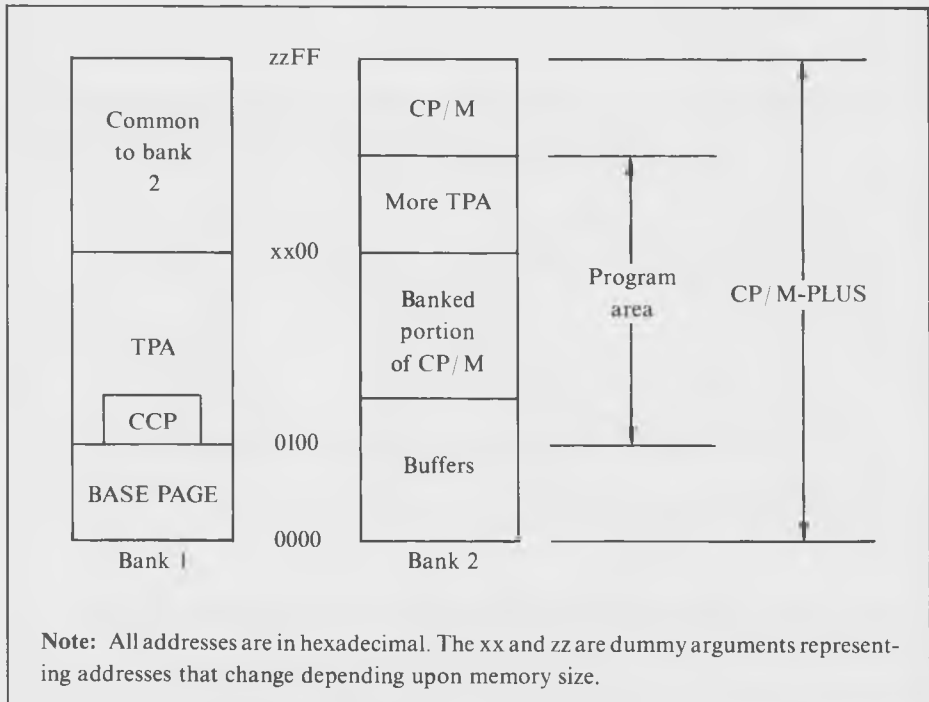 zzFF
Common
to bank
2
CP/M
More TPA
xx00
Banked
portion
of CP/M
Program
area
CP/M-PLUS
TPA
CCP
0100
Buffers
BASE PAGE
0000
Bank 1
Bank 2
Note: All addresses are in hexadecimal. The xx and zz are dummy arguments represent-
ing addresses that change depending upon memory size.